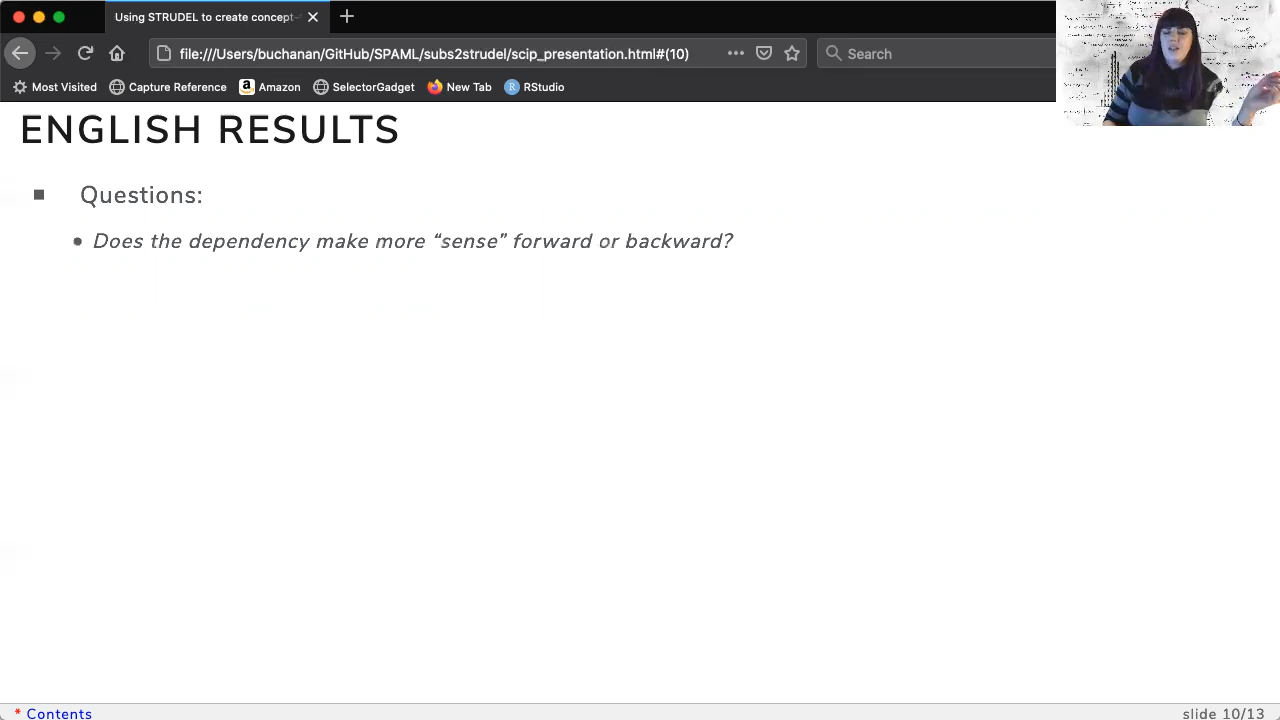 Using STRUDEL to create concept-
file:///Users/buchanan/GitHub/SPAML/subs2strudel/scip_presentation.html#(10)
Search
Most Visited Capture Reference Amazon SelectorGadget New Tab RStudio
ENGLISH RESULTS
Questions:
Does the dependency make more “sense” forward or backward?
* Contents
slide 10/13